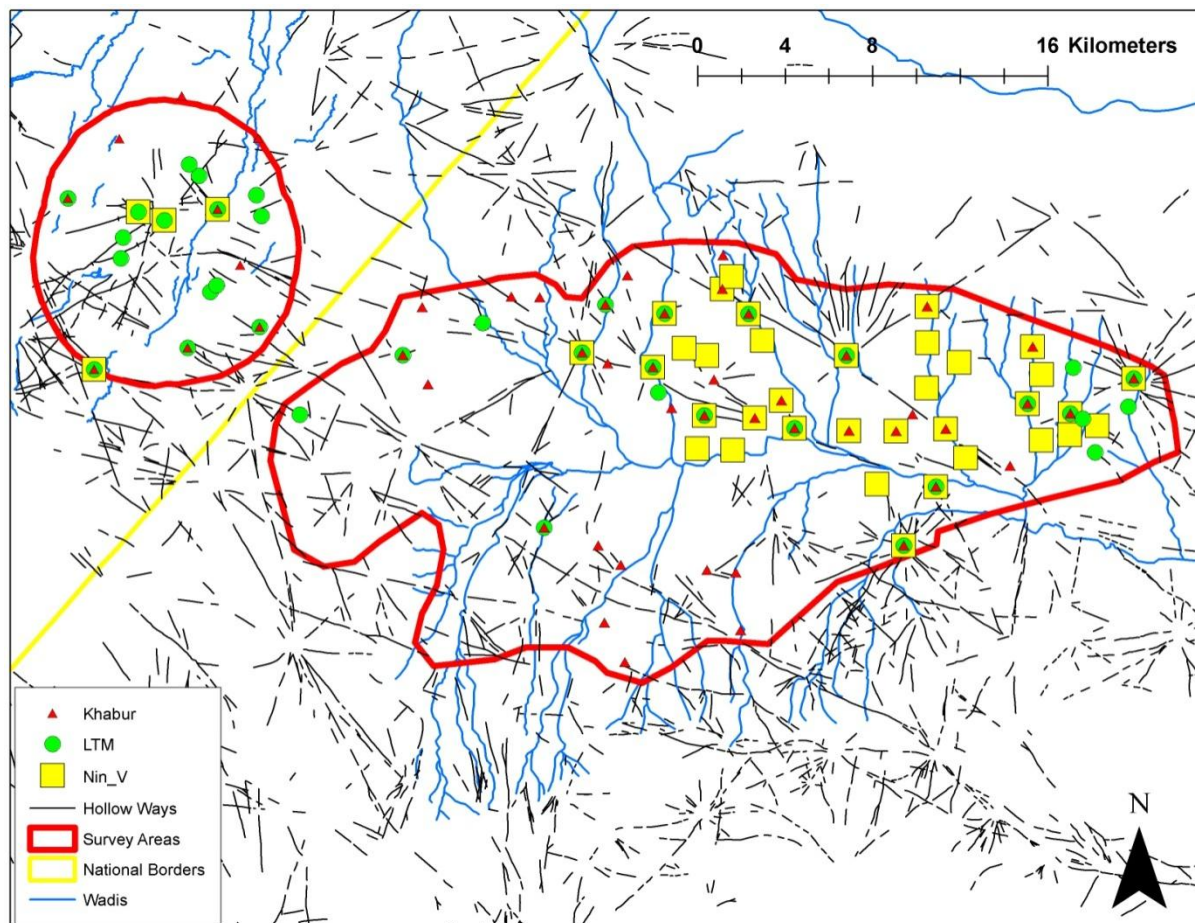 0 4 8 16 Kilometers
Khabur
LTM
Nin_V
Hollow Ways
Survey Areas
National Borders
Wadis
N